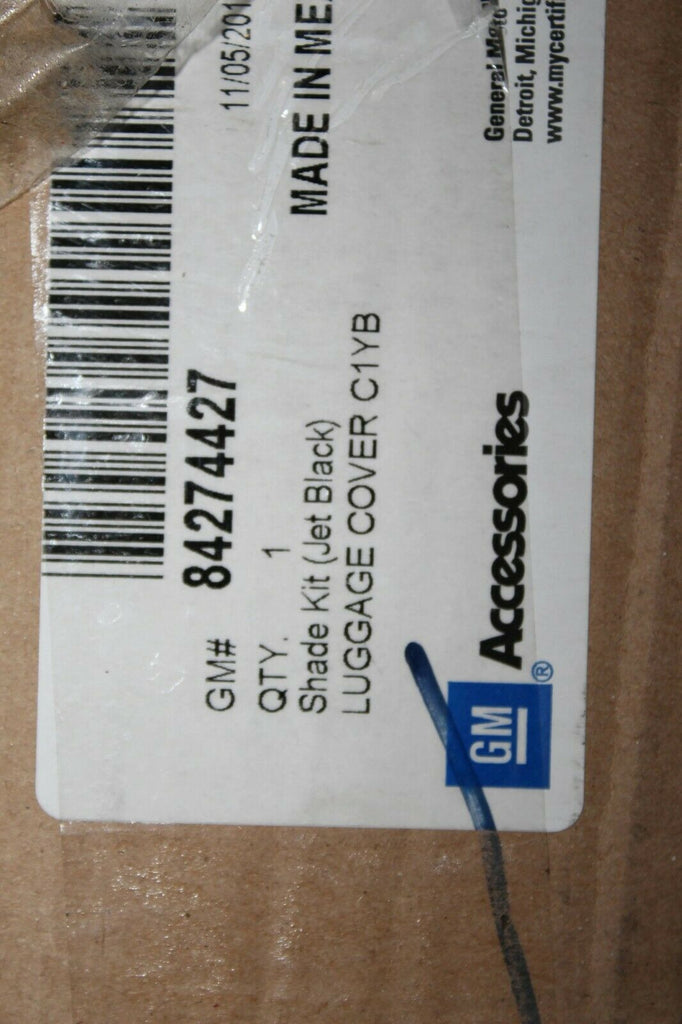 11/05/201
GM# 84274427
QTY. 1
MADE IN ME
Shade Kit (Jet Black)
LUGGAGE COVER C1YB
GM ® Accessories
General Moto
Detroit, Michig
www.mycertif